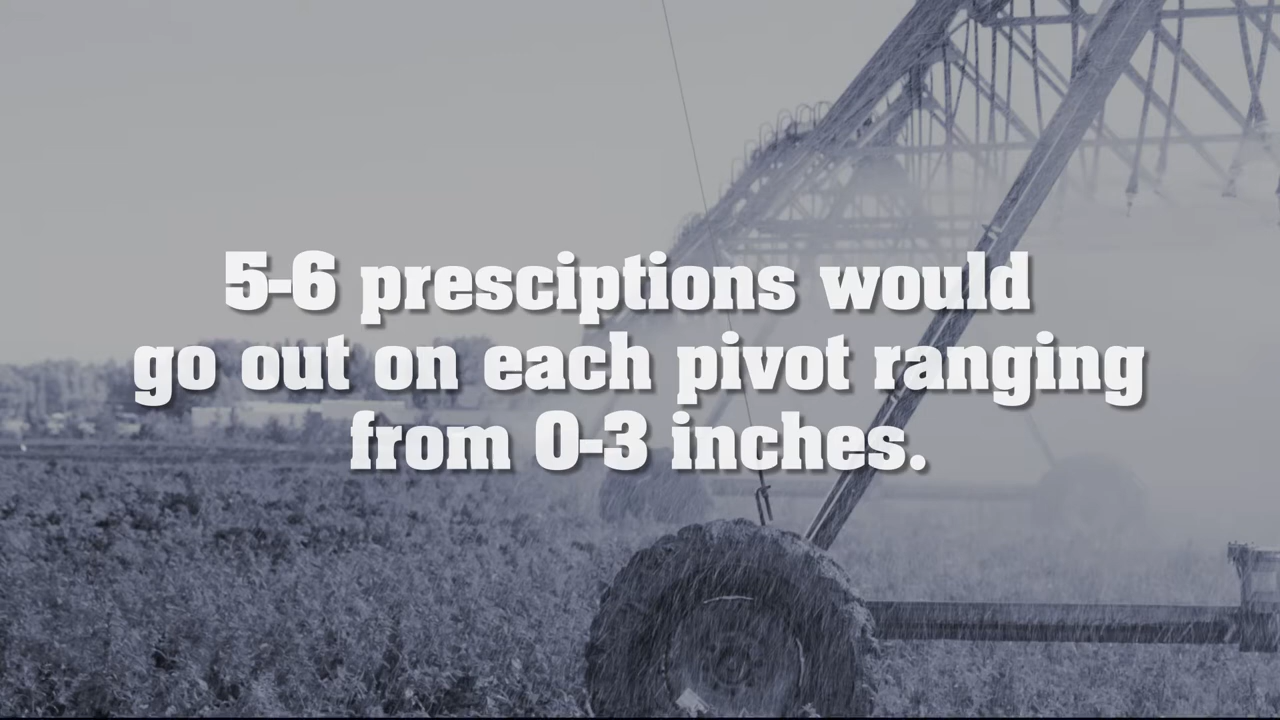 5-6 presciptions would
go out on each pivot ranging
from 0-3 inches.